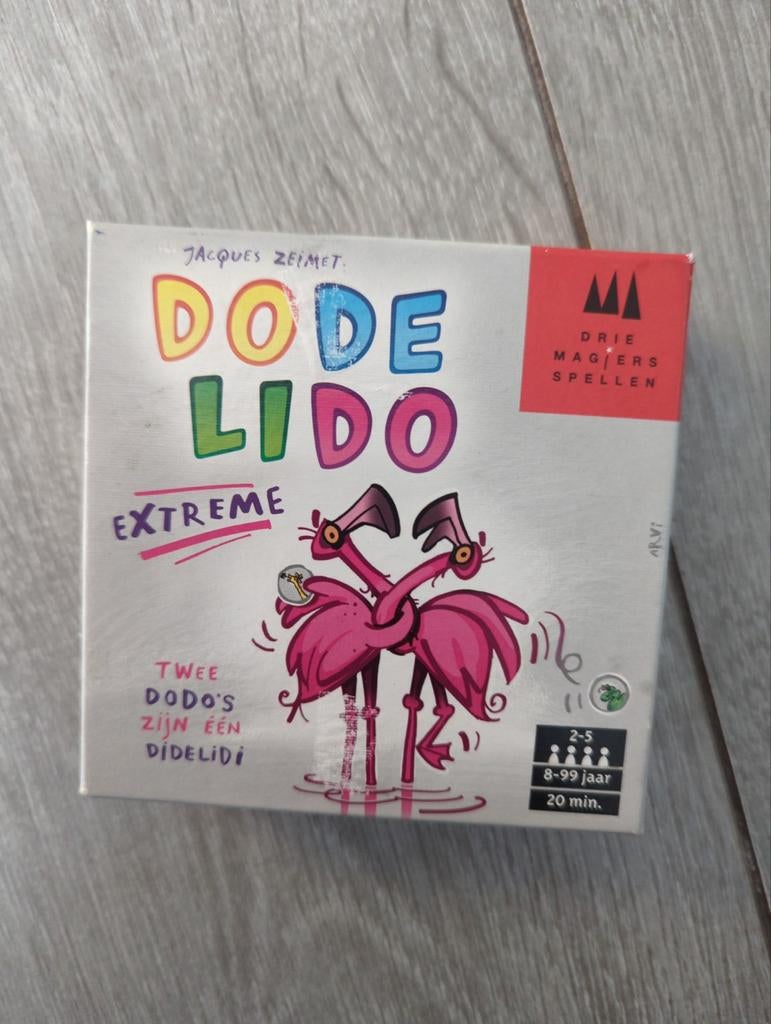 JACQUES ZEIMET
DODE
LIDO
EXTREME
DRIE
MAGIERS
SPELLEN
ARVi
TWEE
DODO'S
ZIJN ÉÉN
DIDELIDI
2-5
8-99 jaar
20 min.